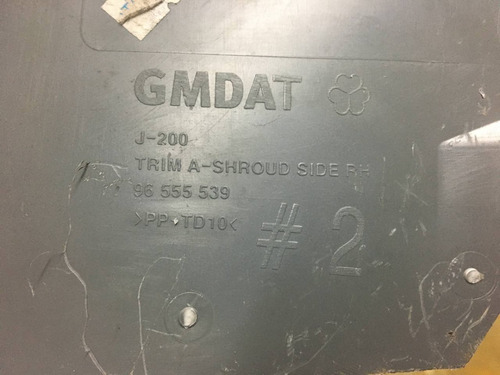 GMDAT
J-200
TRIM A-SHROUD SIDE RH
96 555 539
>PP-TD10<
#2